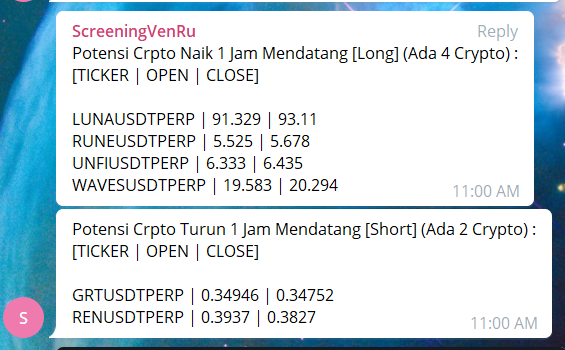 ScreeningVenRu Reply
Potensi Crpto Naik 1 Jam Mendatang [Long] (Ada 4 Crypto) :
[TICKER | OPEN | CLOSE]
LUNAUSDTPERP | 91.329 | 93.11
RUNEUSDTPERP | 5.525 | 5.678
UNFIUSDTPERP | 6.333 | 6.435
WAVESUSDTPERP | 19.583 | 20.294
11:00 AM
Potensi Crpto Turun 1 Jam Mendatang [Short] (Ada 2 Crypto) :
[TICKER | OPEN | CLOSE]
GRTUSDTPERP | 0.34946 | 0.34752
RENUSDTPERP | 0.3937 | 0.3827
11:00 AM
S